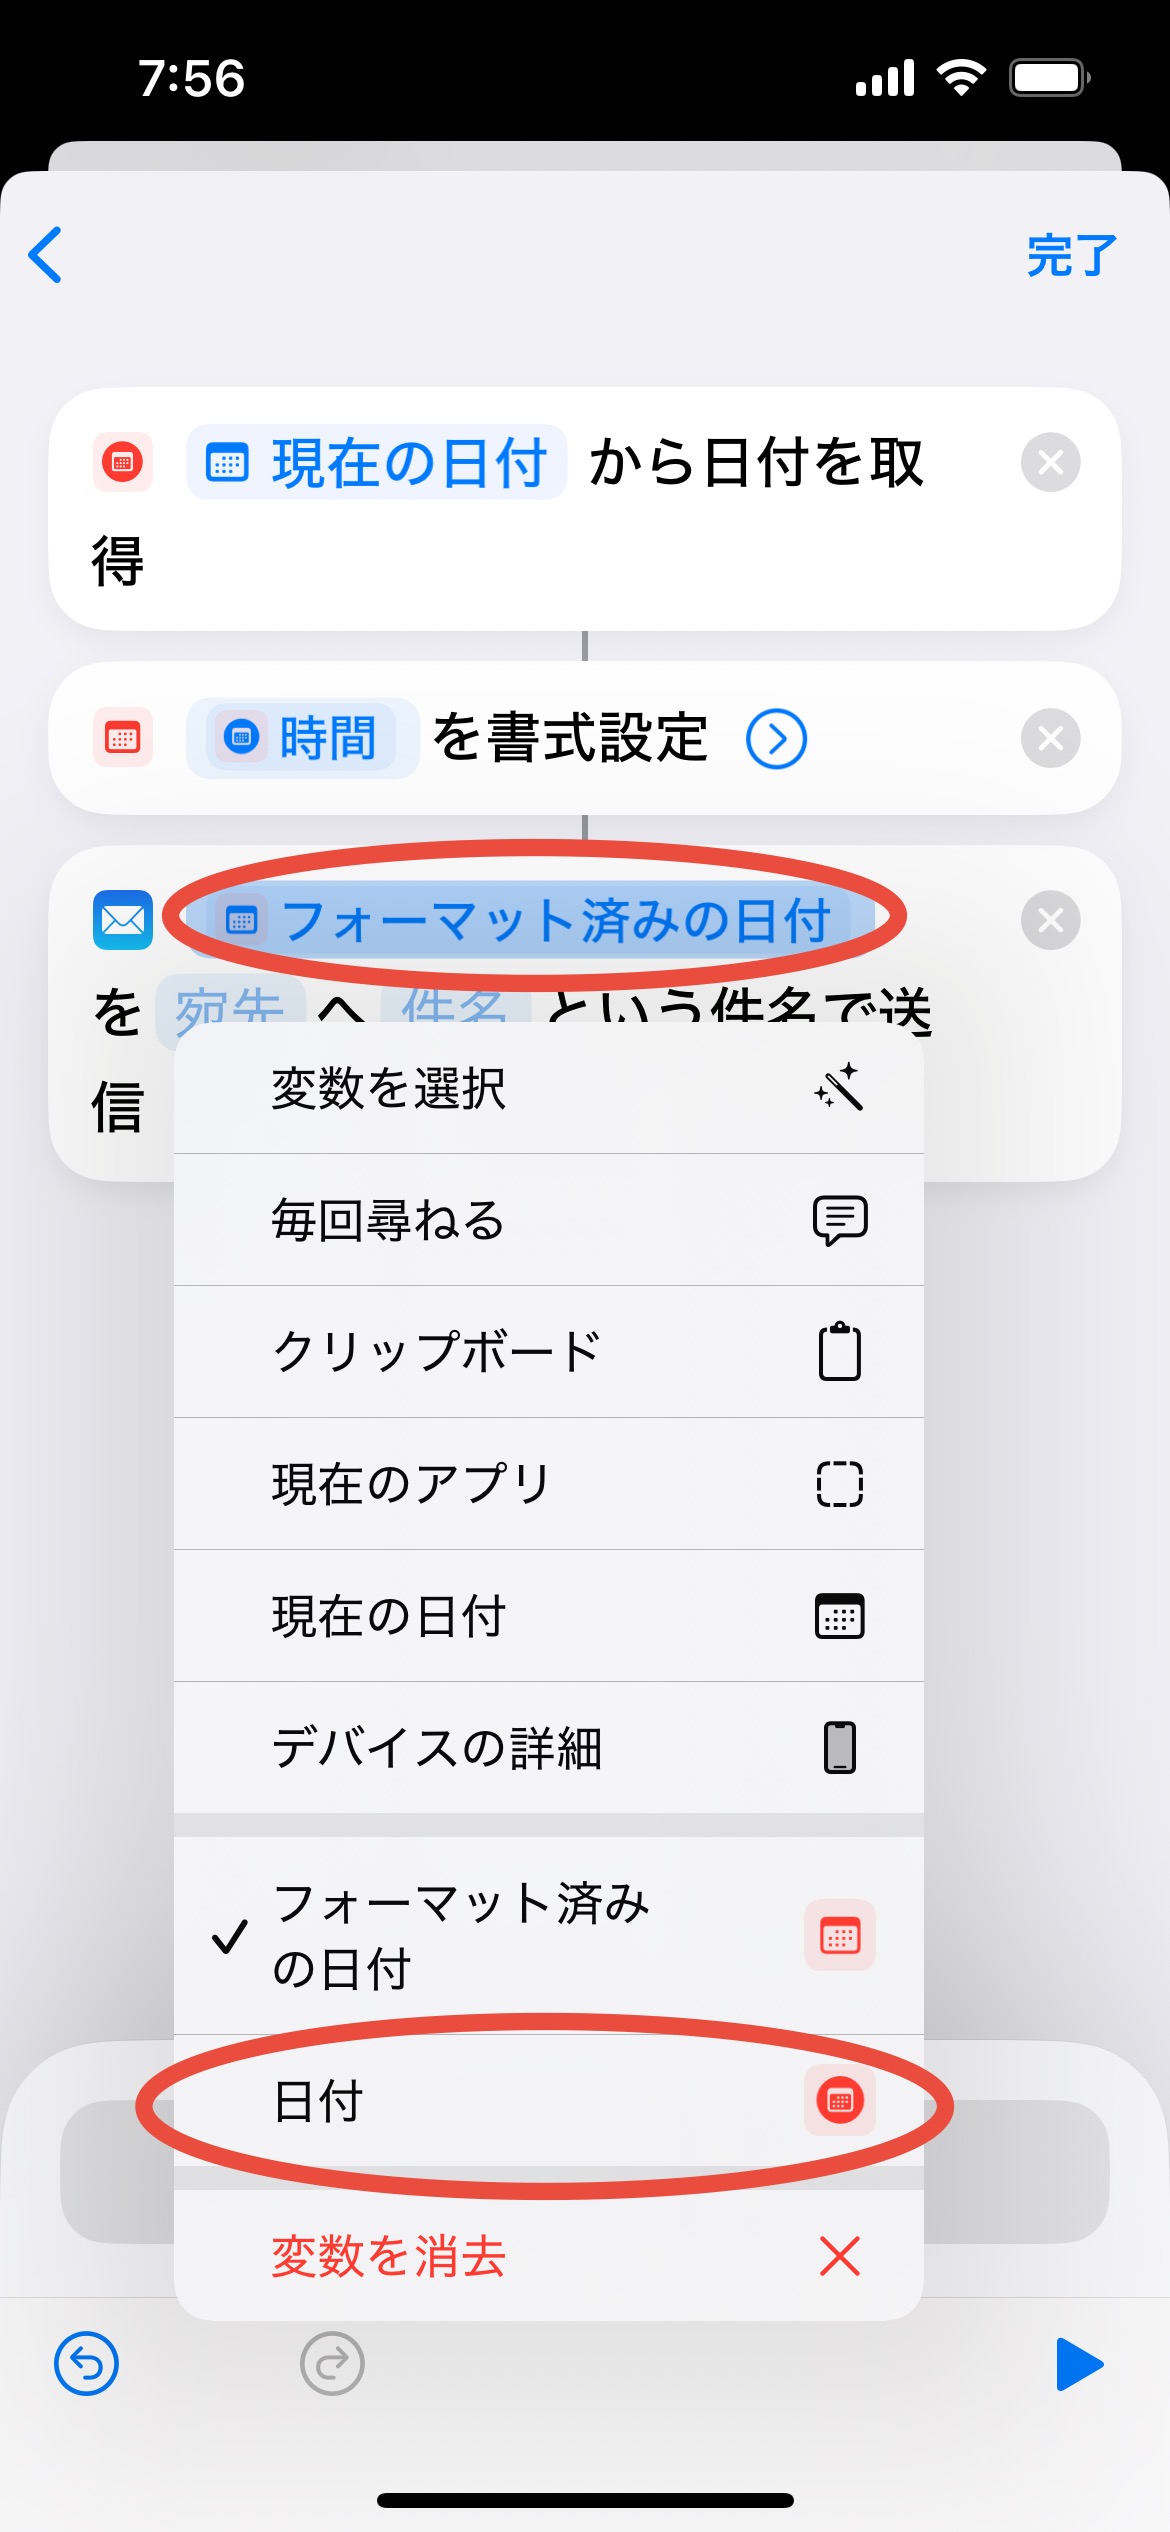 7:56
完了
現在の日付 から日付を取
得
時間 を書式設定
フォーマット済みの日付
を 宛先 へ 件名 という件名で送
信
変数を選択
毎回尋ねる
クリップボード
現在のアプリ
現在の日付
デバイスの詳細
フォーマット済み
の日付
日付
変数を消去